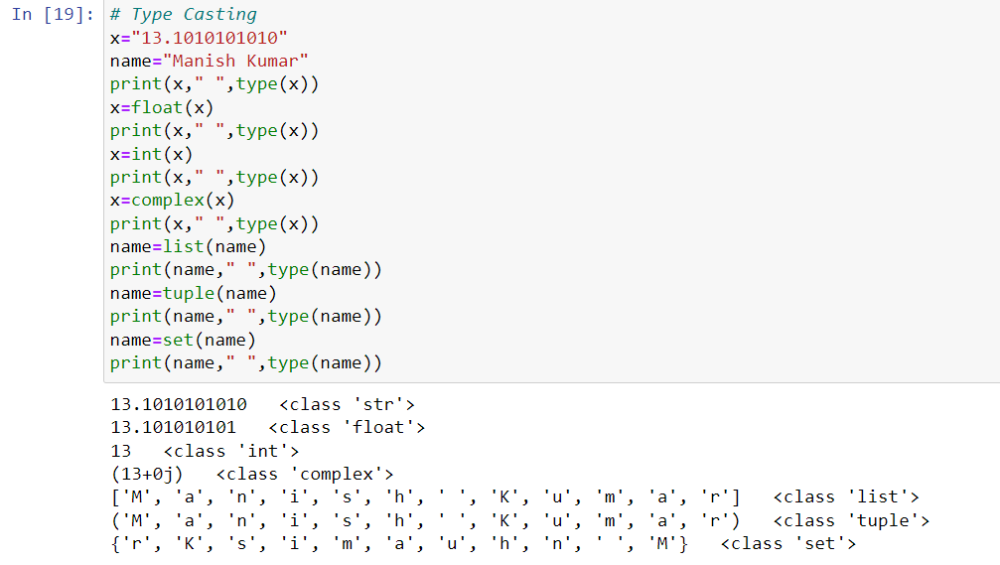 In [19]: # Type Casting
x="13.1010101010"
name="Manish Kumar"
print(x," ",type(x))
x=float(x)
print(x," ",type(x))
x=int(x)
print(x," ",type(x))
x=complex(x)
print(x," ",type(x))
name=list(name)
print(name," ",type(name))
name=tuple(name)
print(name," ",type(name))
name=set(name)
print(name," ",type(name))
13.1010101010   <class 'str'>
13.101010101   <class 'float'>
13   <class 'int'>
(13+0j)   <class 'complex'>
['M', 'a', 'n', 'i', 's', 'h', ' ', 'K', 'u', 'm', 'a', 'r']   <class 'list'>
('M', 'a', 'n', 'i', 's', 'h', ' ', 'K', 'u', 'm', 'a', 'r')   <class 'tuple'>
{'r', 'K', 's', 'i', 'm', 'a', 'u', 'h', 'n', ' ', 'M'}   <class 'set'>